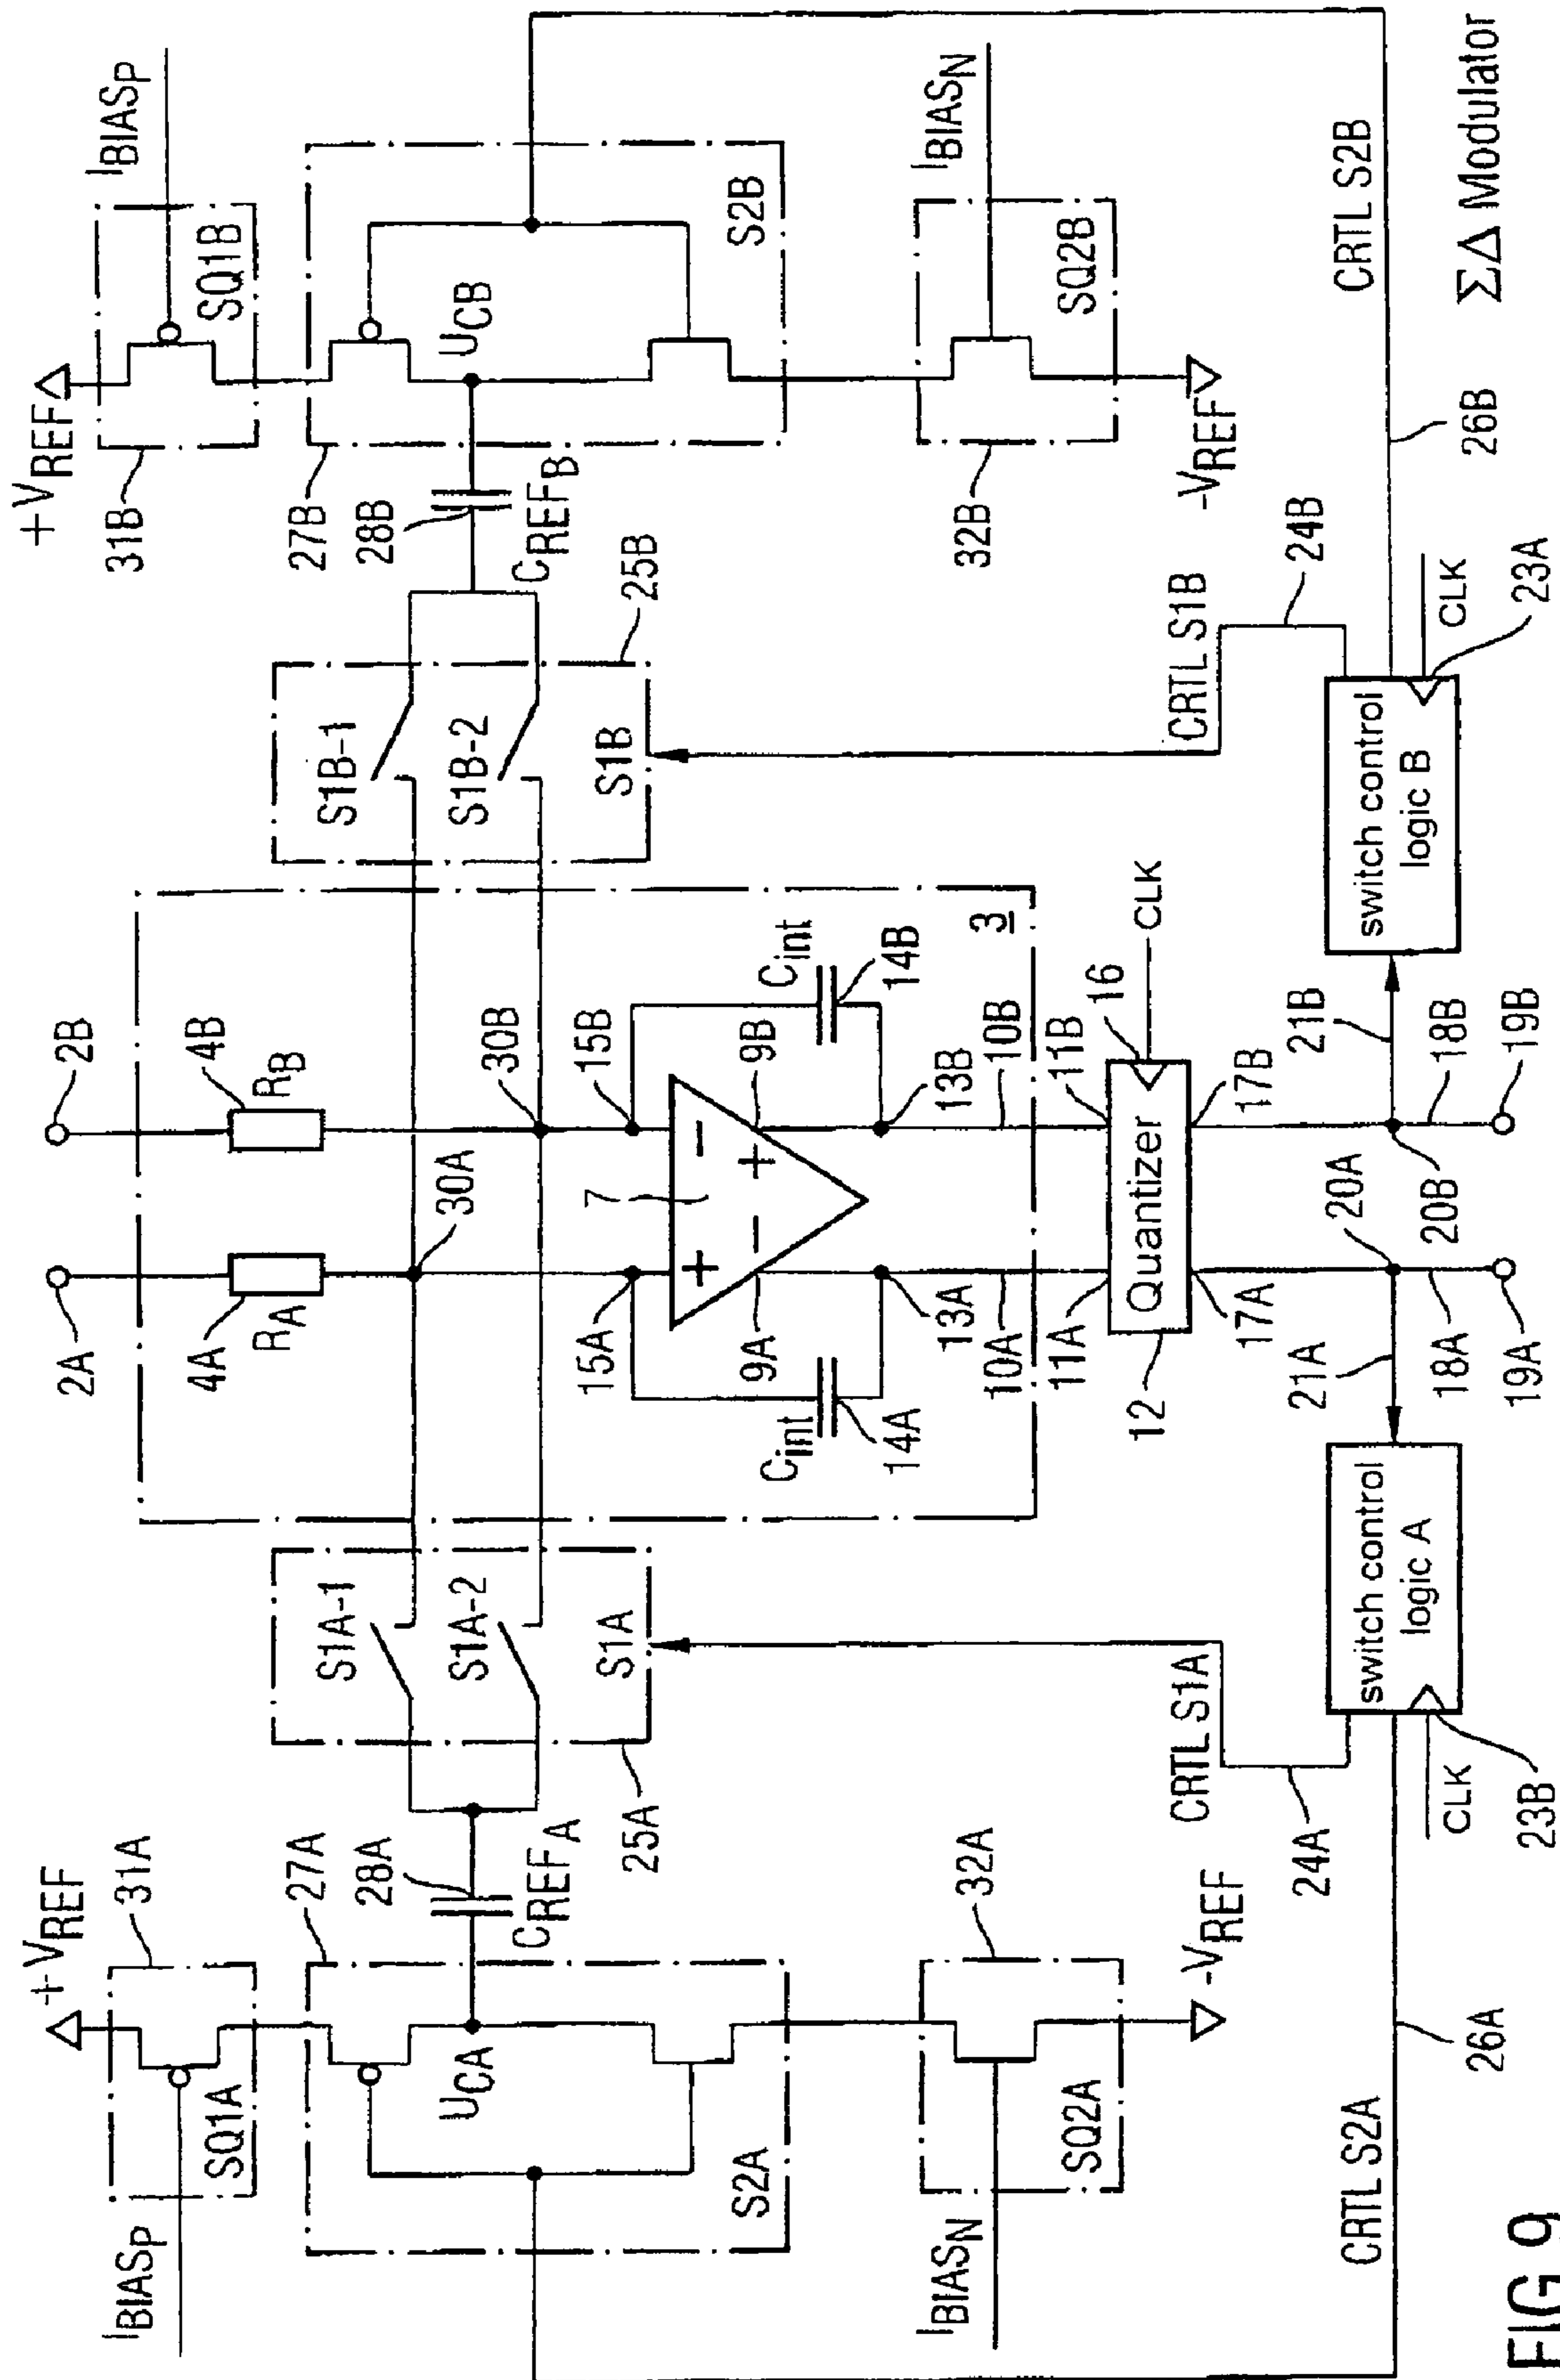 +VREF
31A
IBIASP
SQ1A
27A
28A
UCA
CREFA
S2A
25A
S1A-1
S1A-2
S1A
32A
IBIASN
SQ2A
-VREF
CRTL S1A
24A
CRTL S2A
26A
CLK
23B
switch control
logic A
2A
2B
4A
RA
4B
RB
30A
30B
15A
15B
7
+
−
−
+
9A
9B
Cint
14A
Cint
14B
13A
13B
10A
10B
3
11A
11B
12
Quantizer
16
CLK
17A
17B
20A
20B
21A
21B
18A
18B
19A
19B
+VREF
31B
IBIASP
SQ1B
27B
28B
UCB
CREFB
S2B
25B
S1B-1
S1B-2
S1B
32B
IBIASN
SQ2B
-VREF
CRTL S1B
24B
CRTL S2B
26B
CLK
23A
switch control
logic B
ΣΔ Modulator
FIG 9